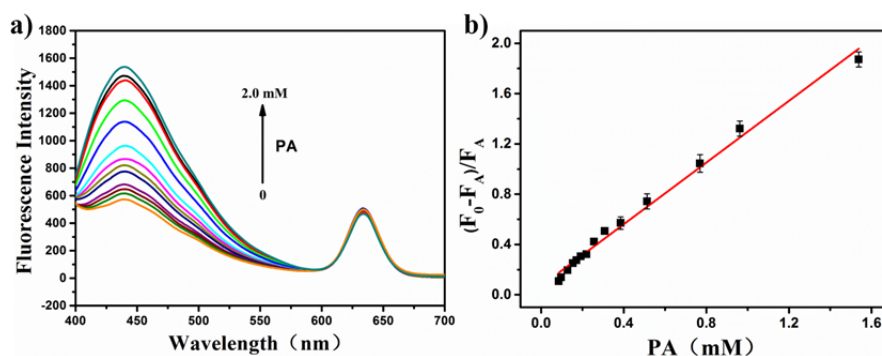 a)
1800
1600
1400
1200
1000
800
600
400
200
0
-200
Fluorescence Intensity
2.0 mM
PA
0
400 450 500 550 600 650 700
Wavelength (nm)
b)
2.0
1.6
1.2
0.8
0.4
0.0
(F0-FA)/FA
0.0 0.4 0.8 1.2 1.6
PA (mM)